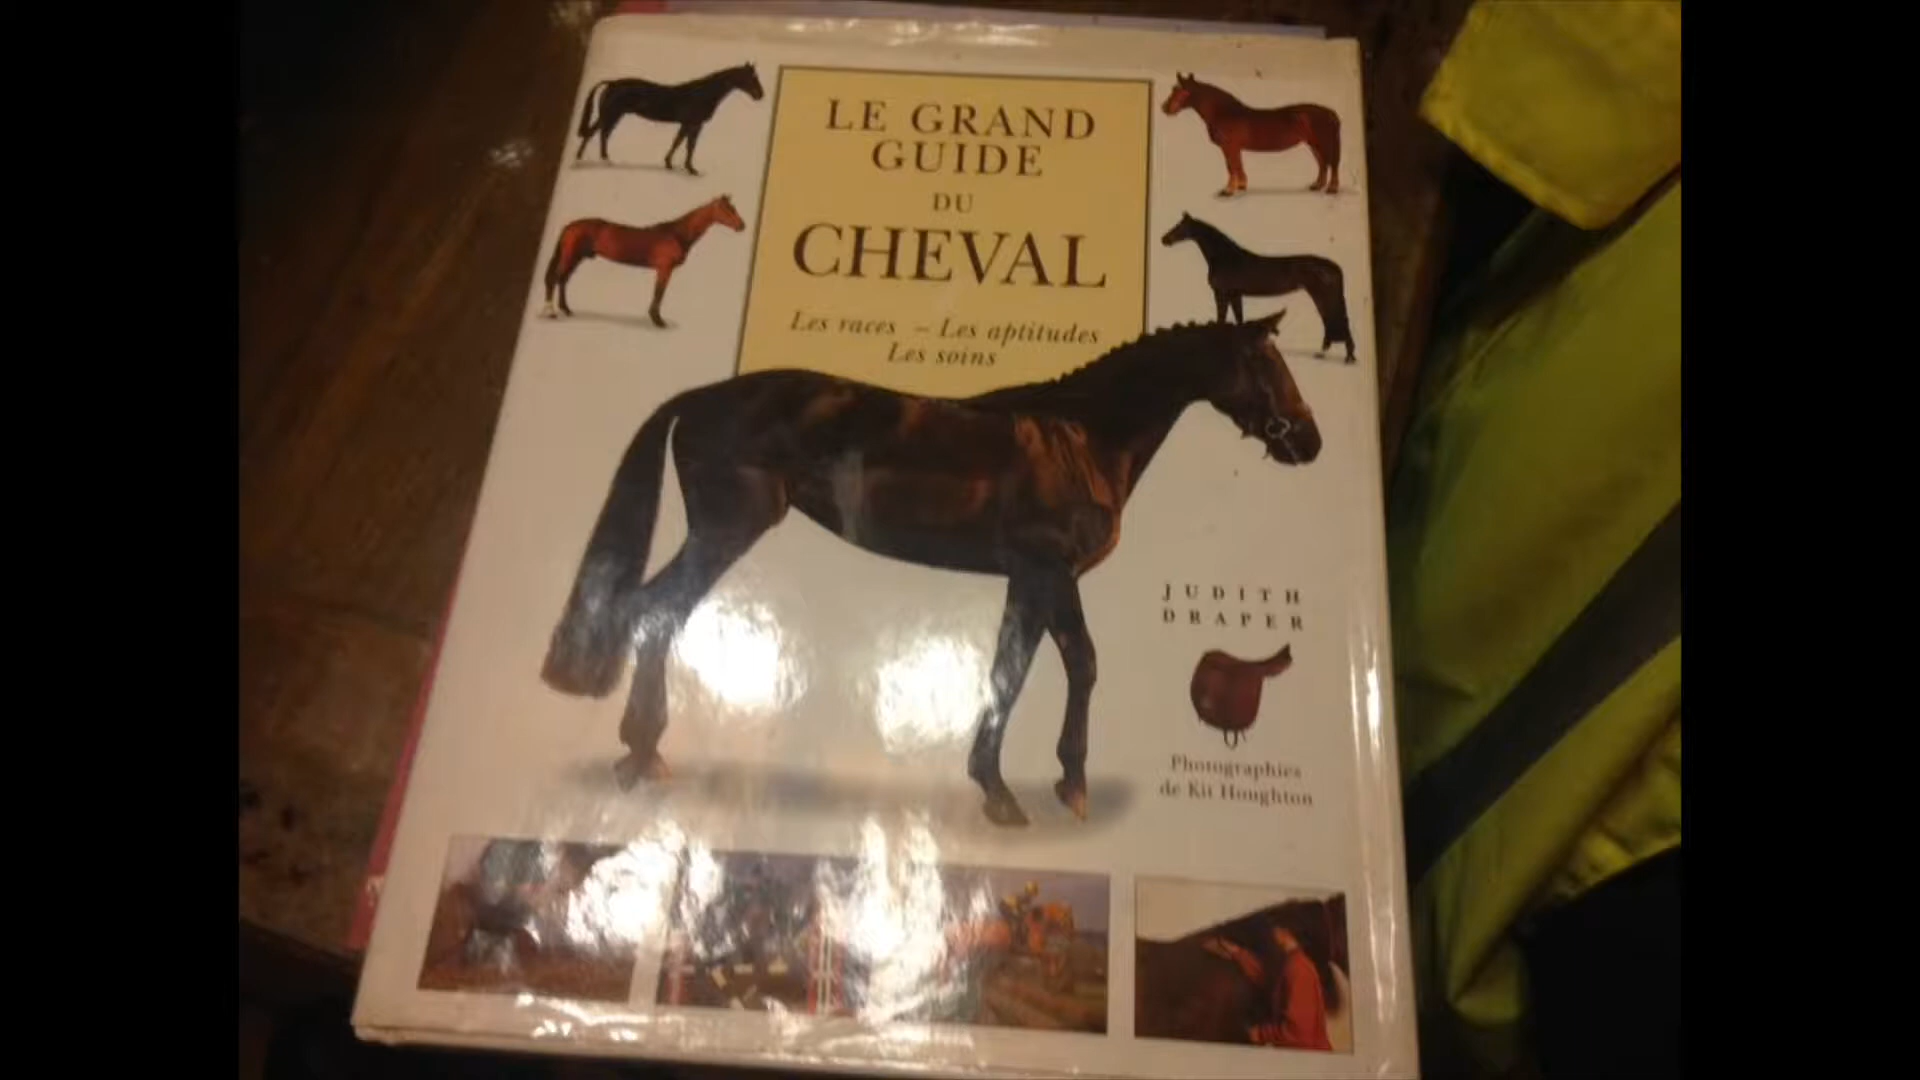 LE GRAND
GUIDE
DU
CHEVAL
Les races – Les aptitudes
Les soins
JUDITH
DRAPER
Photographies
de Kit Houghton